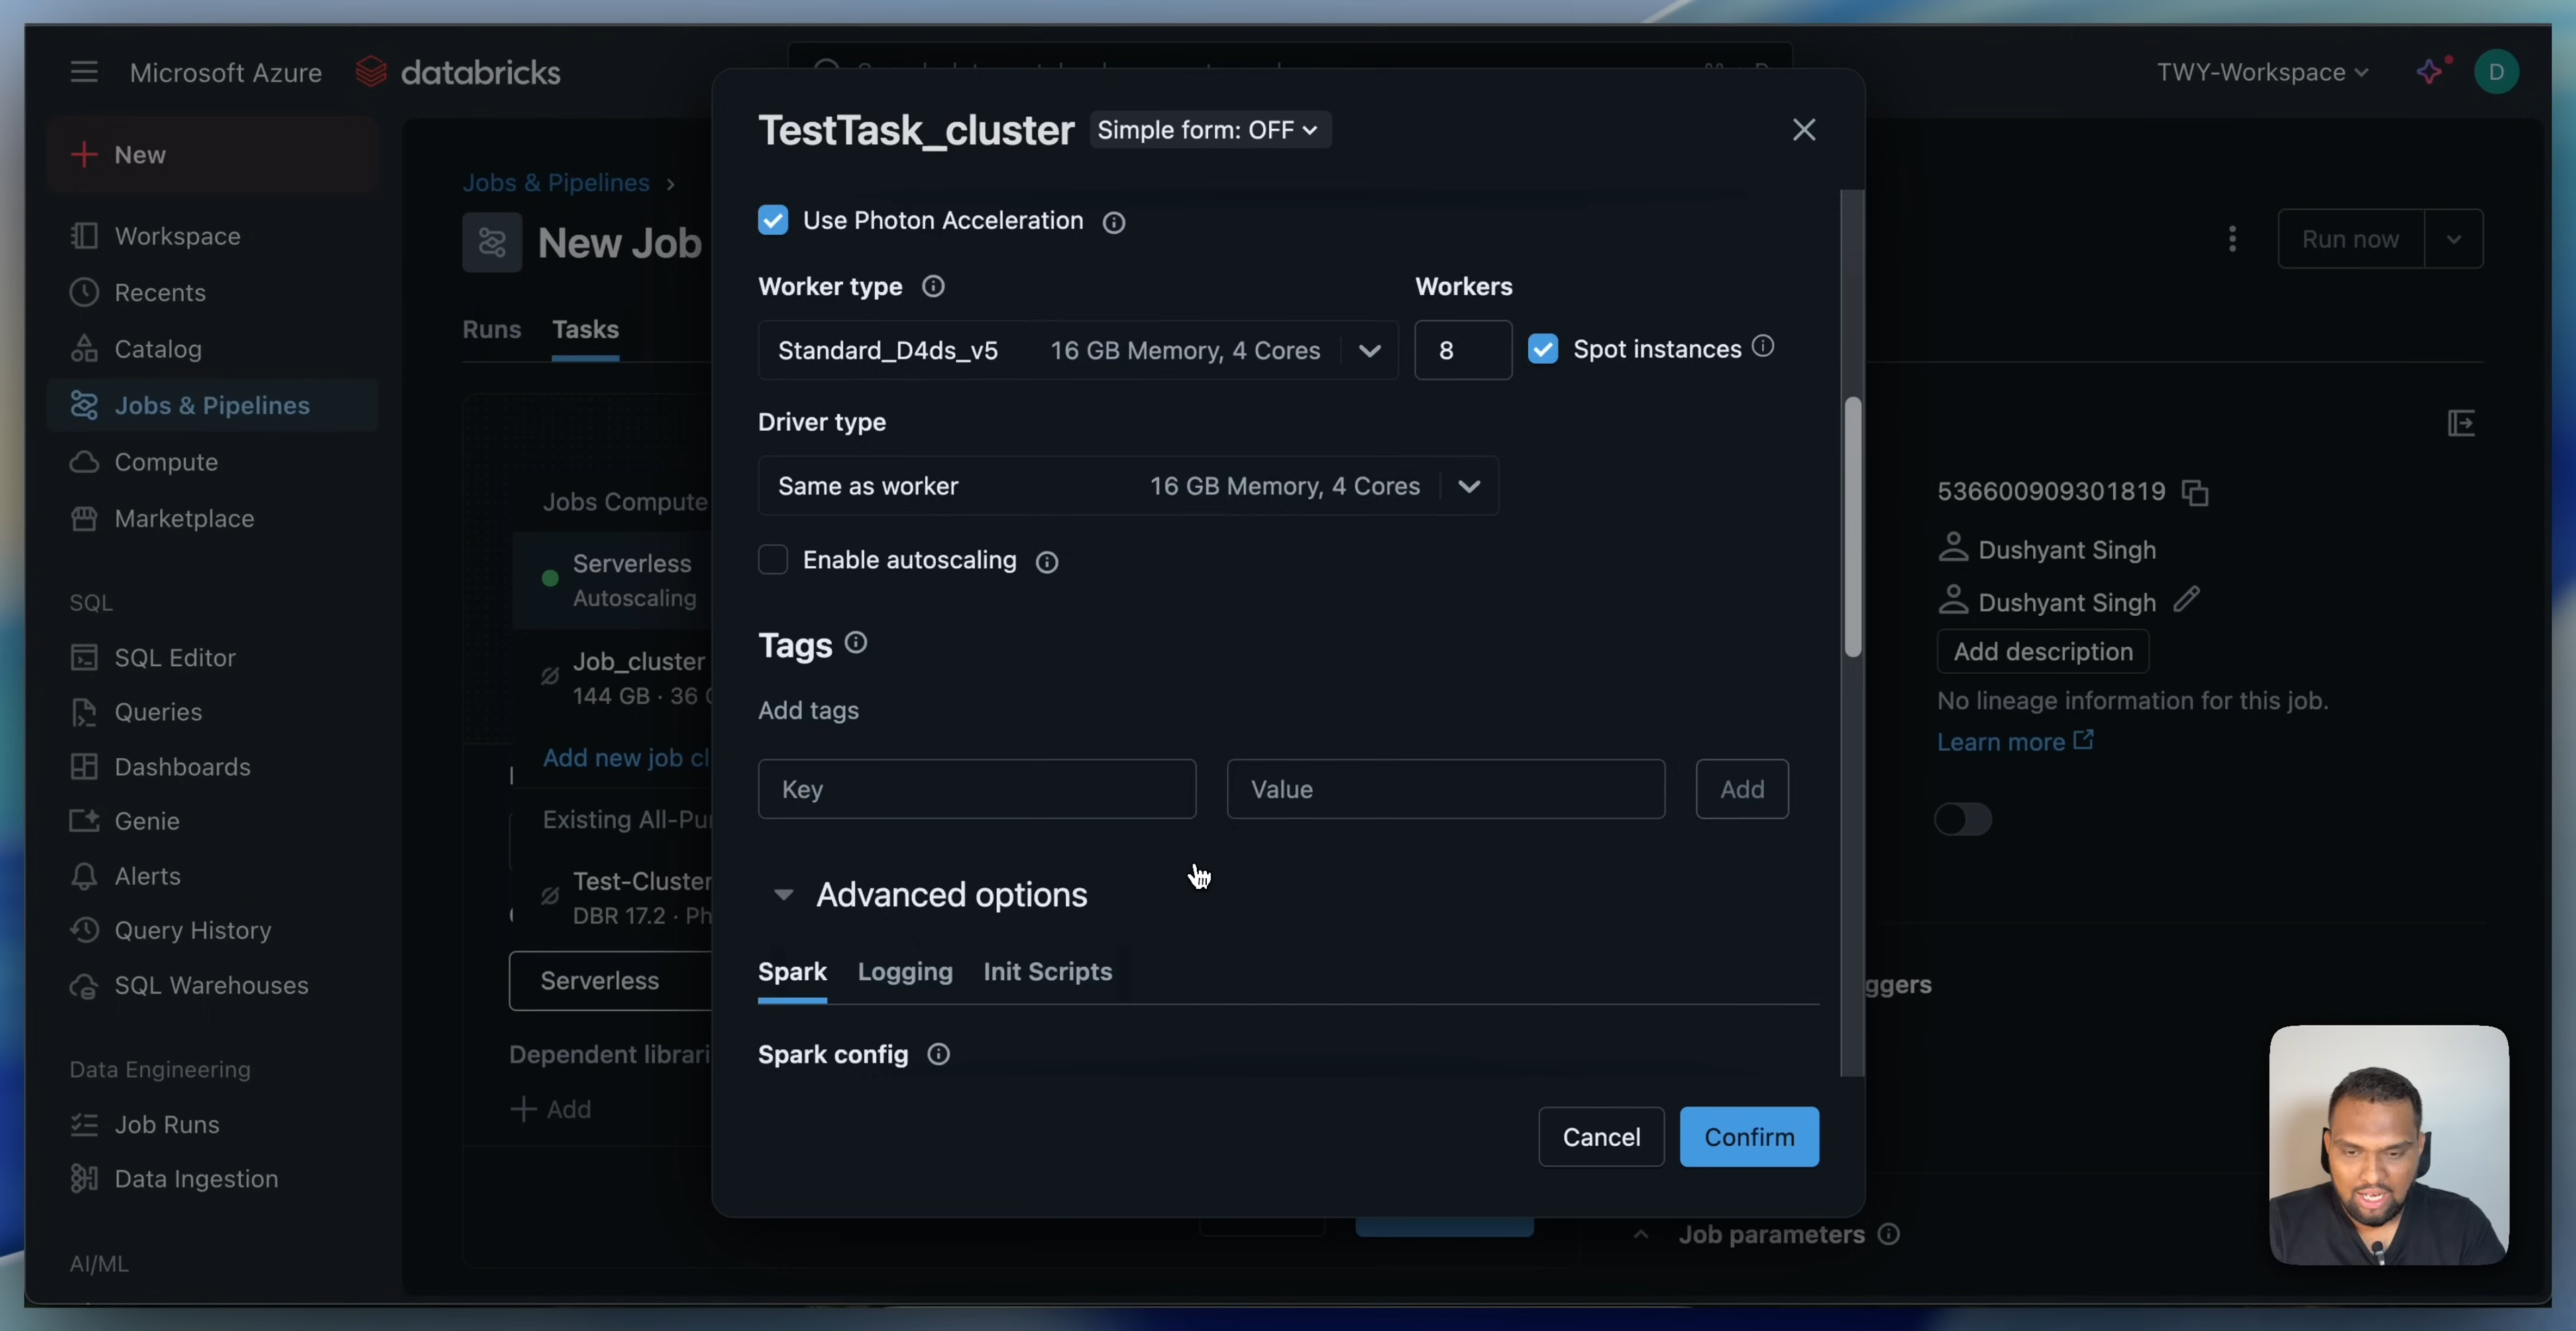 Microsoft Azure databricks
TWY-Workspace
D
New
Workspace
Recents
Catalog
Jobs & Pipelines
Compute
Marketplace
SQL
SQL Editor
Queries
Dashboards
Genie
Alerts
Query History
SQL Warehouses
Data Engineering
Job Runs
Data Ingestion
AI/ML
Jobs & Pipelines
New Job
Runs Tasks
Jobs Compute
Serverless
Autoscaling
Job_cluster
144 GB · 36
Add new job cl
Existing All-Pu
Test-Cluster
DBR 17.2 · Ph
Serverless
Dependent librari
Add
TestTask_cluster Simple form: OFF
Use Photon Acceleration
Worker type Workers
Standard_D4ds_v5 16 GB Memory, 4 Cores 8 Spot instances
Driver type
Same as worker 16 GB Memory, 4 Cores
Enable autoscaling
Tags
Add tags
Key Value Add
Advanced options
Spark Logging Init Scripts
Spark config
Cancel Confirm
Run now
536600909301819
Dushyant Singh
Dushyant Singh
Add description
No lineage information for this job.
Learn more
ggers
Job parameters